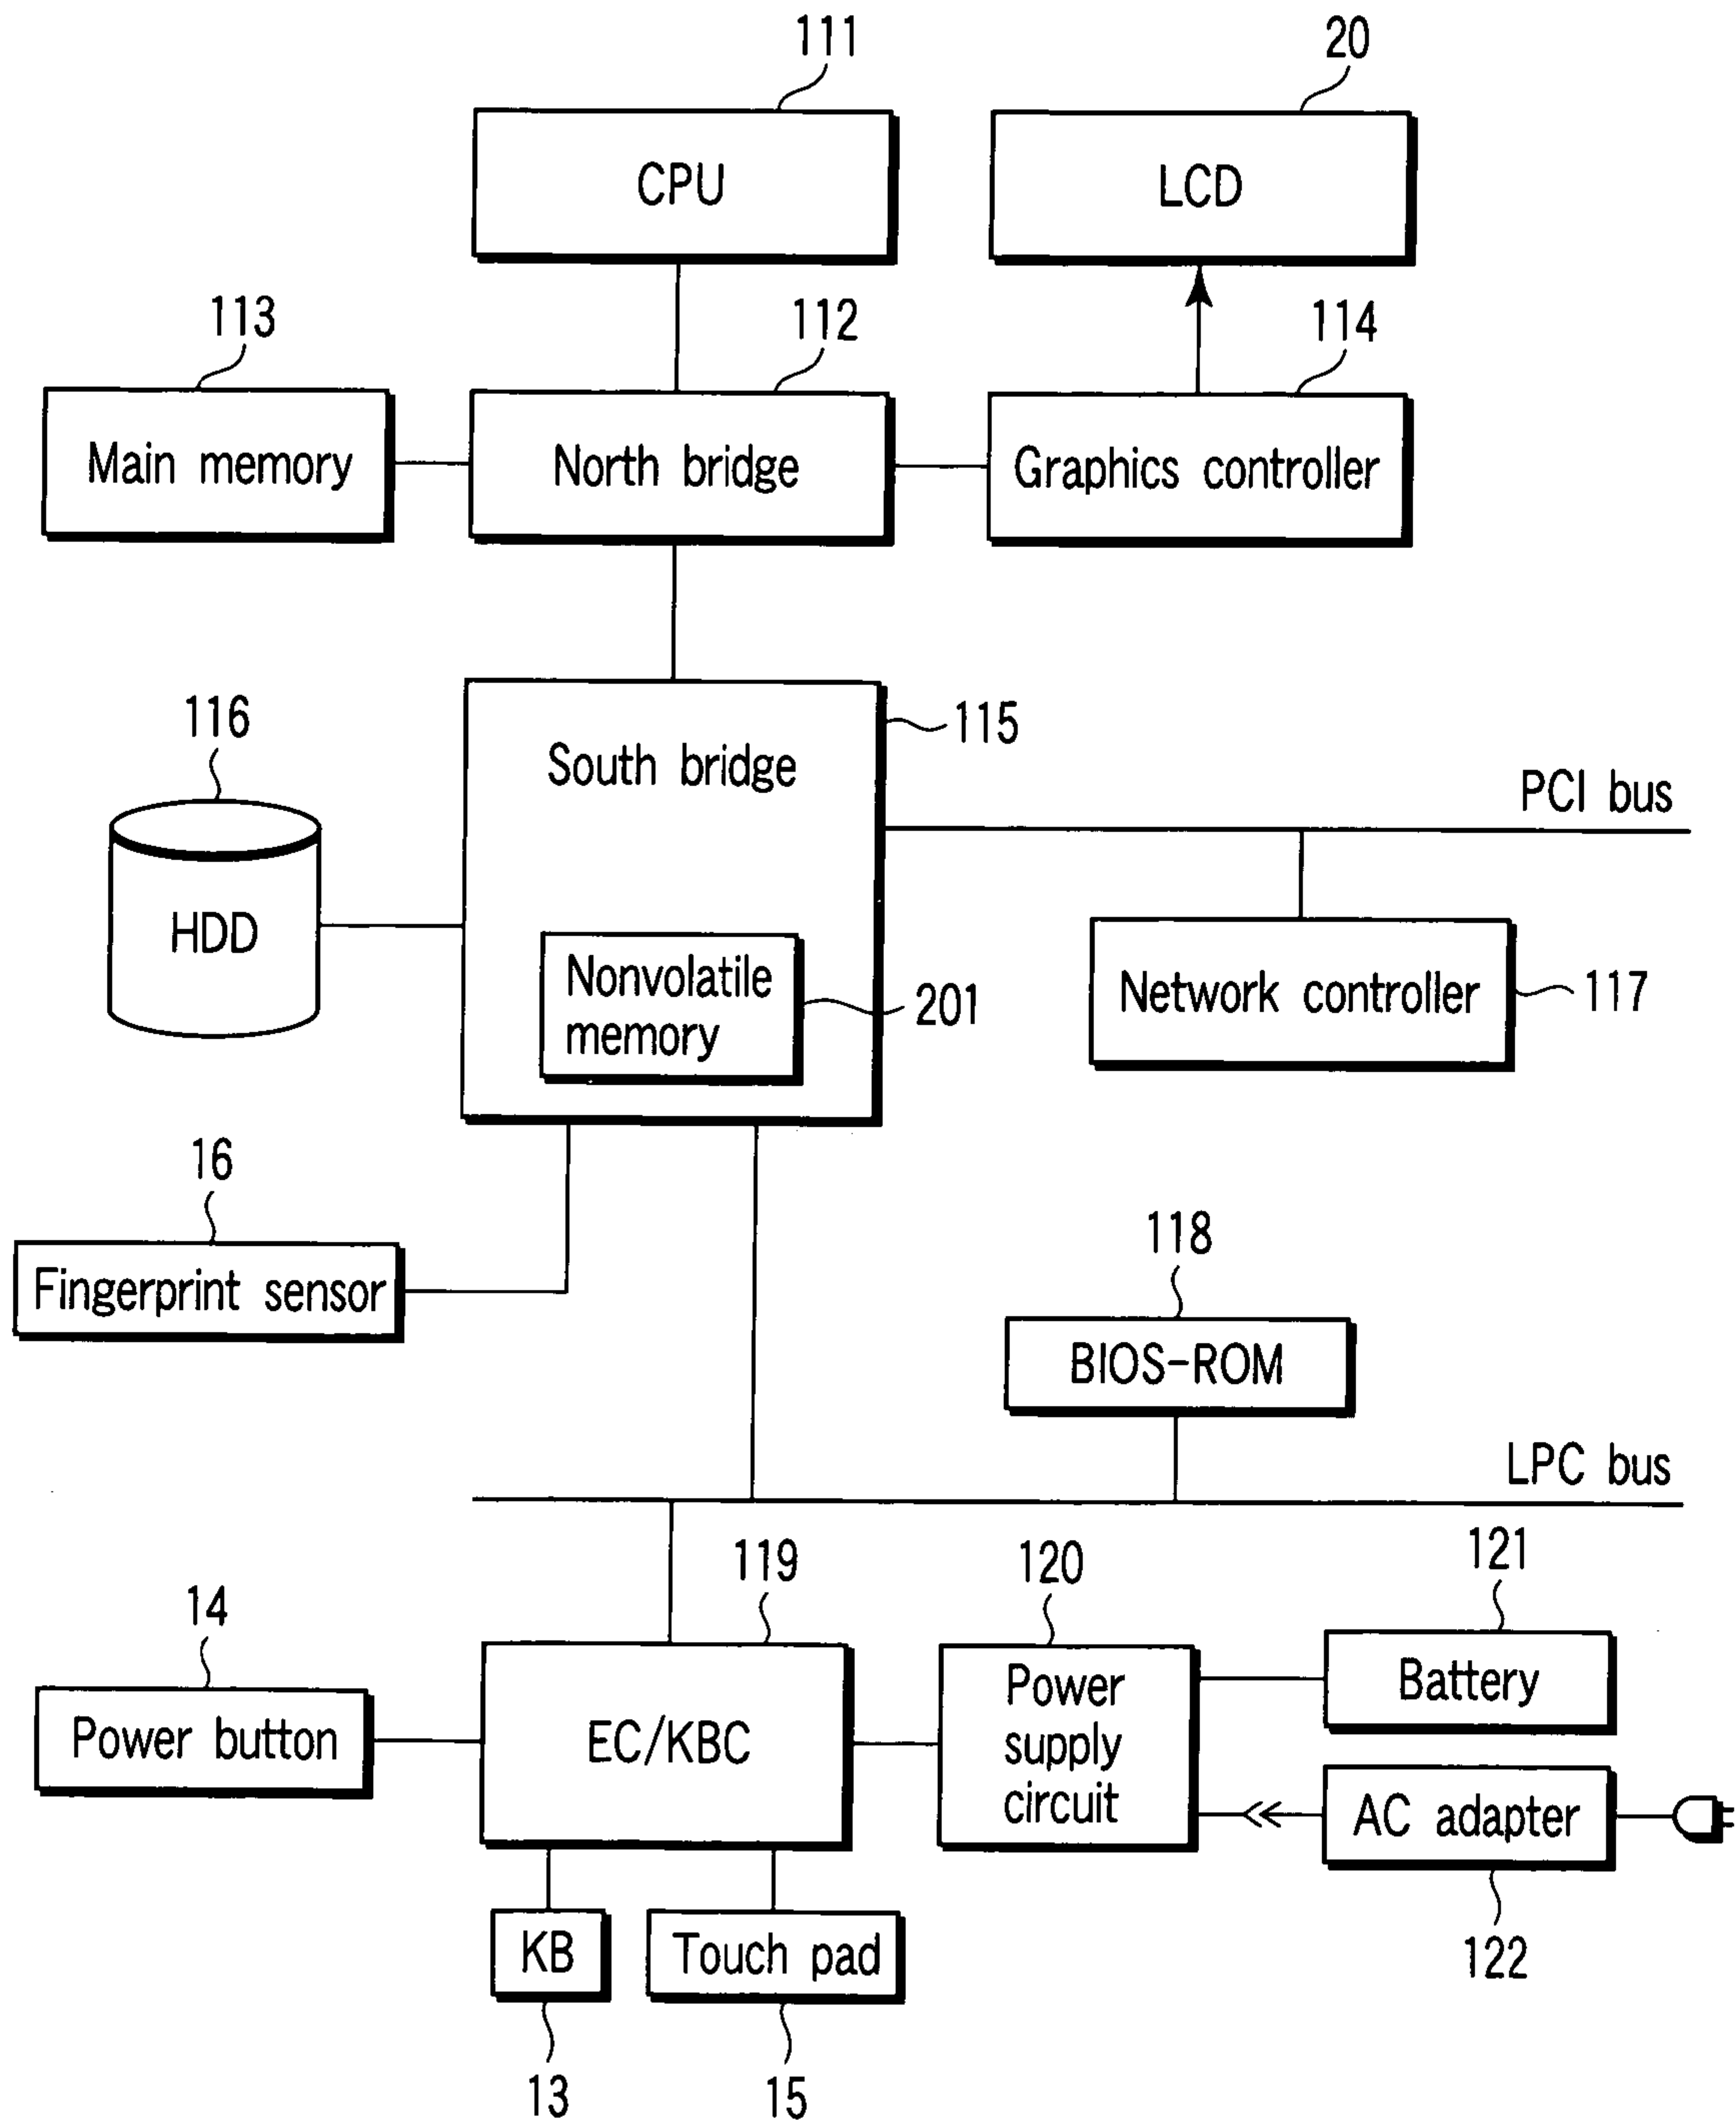 111
20
CPU
LCD
113
112
114
Main memory
North bridge
Graphics controller
116
115
South bridge
PCI bus
HDD
Nonvolatile
memory
201
Network controller
117
16
Fingerprint sensor
118
BIOS-ROM
LPC bus
119
120
121
14
Power button
EC/KBC
Power
supply
circuit
Battery
AC adapter
KB
Touch pad
122
13
15